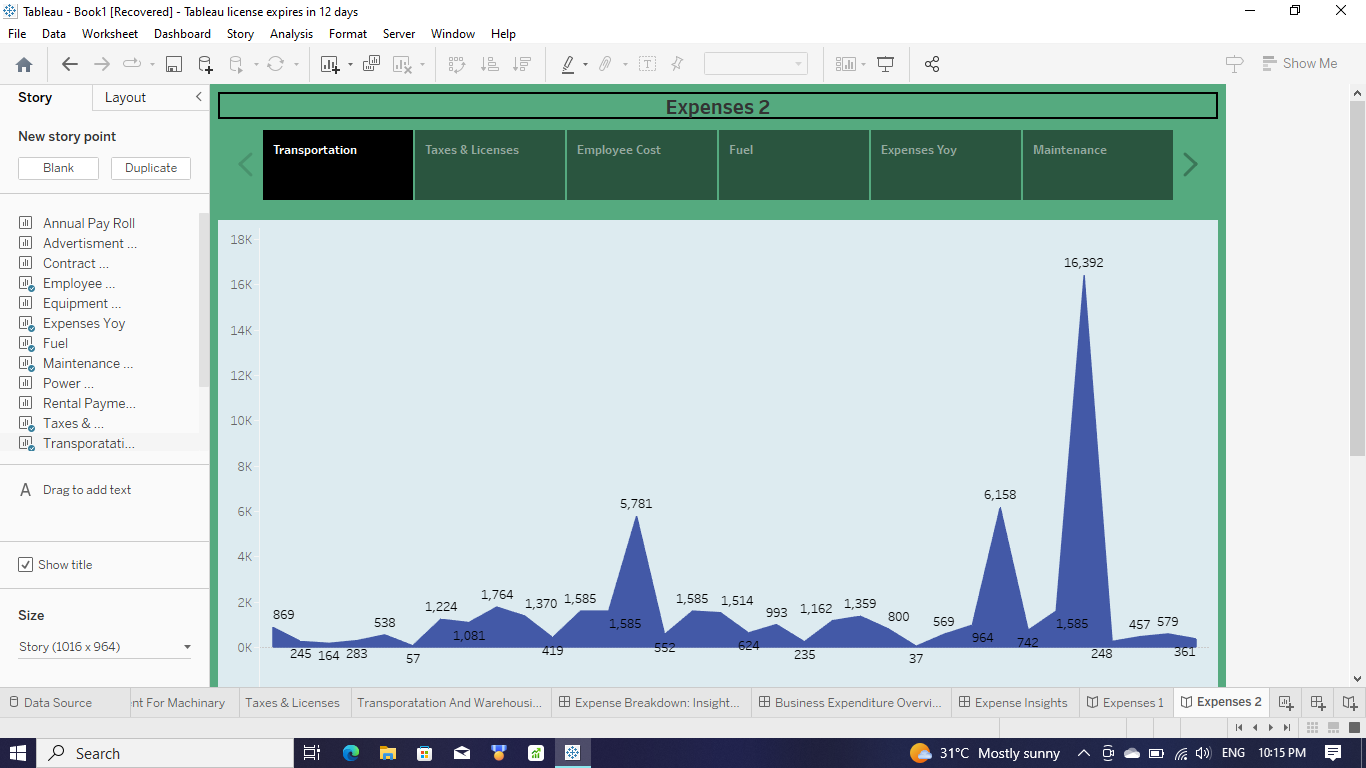 Tableau - Book1 [Recovered] - Tableau license expires in 12 days
File Data Worksheet Dashboard Story Analysis Format Server Window Help
Show Me
Story Layout
New story point
Blank Duplicate
Annual Pay Roll
Advertisment ...
Contract ...
Employee ...
Equipment ...
Expenses Yoy
Fuel
Maintenance ...
Power ...
Rental Payme...
Taxes & ...
Transporatati...
A Drag to add text
Show title
Size
Story (1016 x 964)
Expenses 2
Transportation Taxes & Licenses Employee Cost Fuel Expenses Yoy Maintenance
18K
16K
14K
12K
10K
8K
6K
4K
2K
0K
869
245
164
283
538
57
1,224
1,081
1,764
1,370
419
1,585
1,585
5,781
552
1,585
1,514
624
993
235
1,162
1,359
800
37
569
964
6,158
742
1,585
16,392
248
457
579
361
Data Source nt For Machinary Taxes & Licenses Transporatation And Warehousi... Expense Breakdown: Insight... Business Expenditure Overvi... Expense Insights Expenses 1 Expenses 2
Search 31°C Mostly sunny ENG 10:15 PM